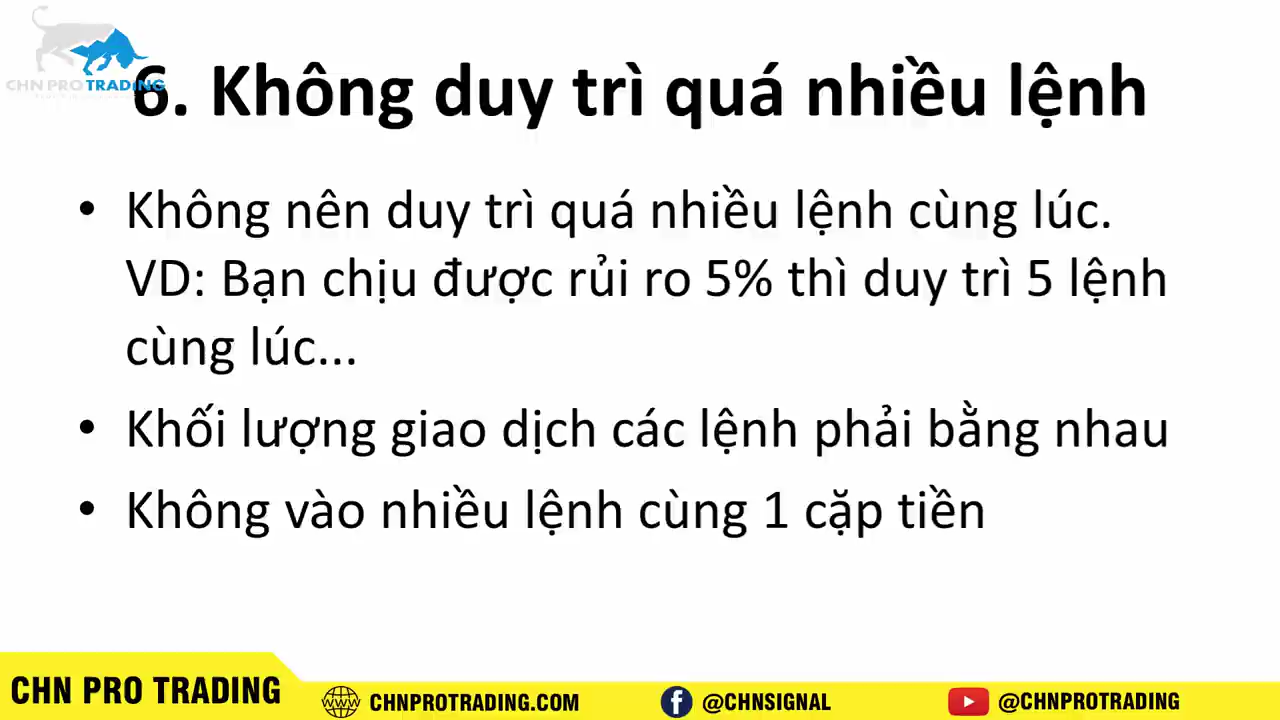 CHN PRO TRADING
6. Không duy trì quá nhiều lệnh
• Không nên duy trì quá nhiều lệnh cùng lúc.
VD: Bạn chịu được rủi ro 5% thì duy trì 5 lệnh
cùng lúc...
• Khối lượng giao dịch các lệnh phải bằng nhau
• Không vào nhiều lệnh cùng 1 cặp tiền
CHN PRO TRADING
CHNPROTRADING.COM
@CHNSIGNAL
@CHNPROTRADING